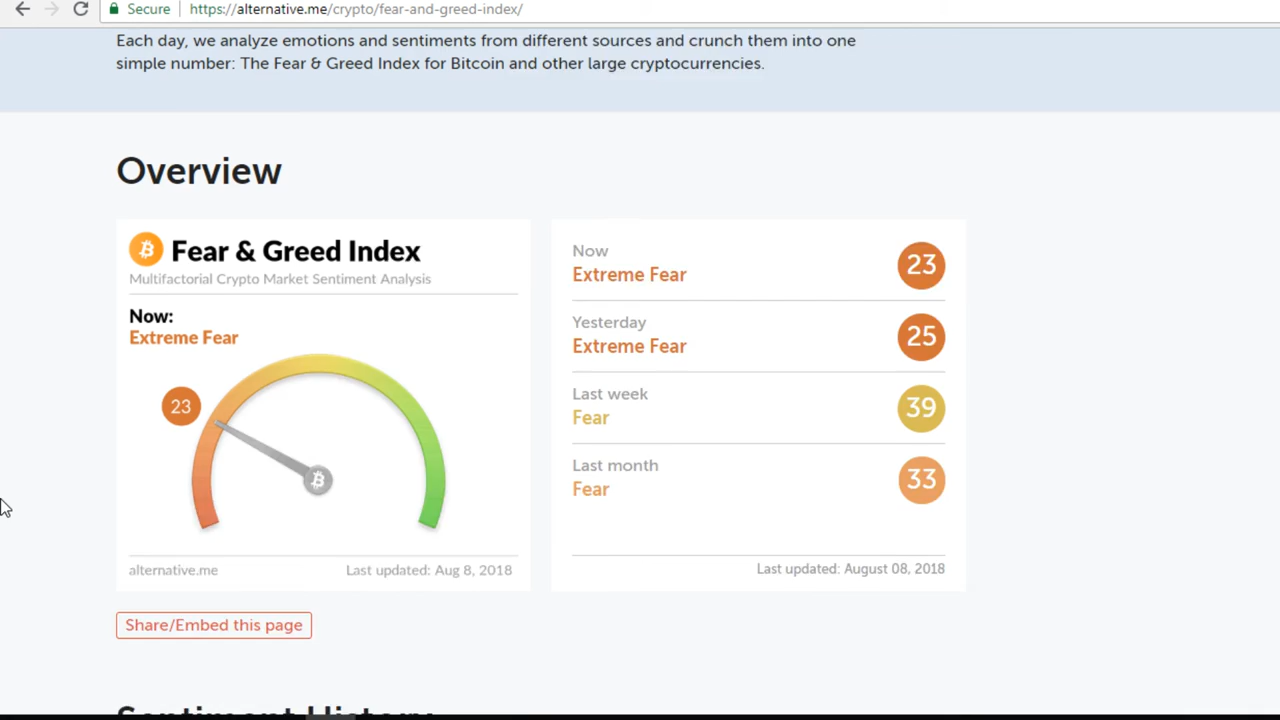 Secure https://alternative.me/crypto/fear-and-greed-index/
Each day, we analyze emotions and sentiments from different sources and crunch them into one
simple number: The Fear & Greed Index for Bitcoin and other large cryptocurrencies.
Overview
Fear & Greed Index
Multifactorial Crypto Market Sentiment Analysis
Now:
Extreme Fear
23
alternative.me
Last updated: Aug 8, 2018
Now
Extreme Fear
23
Yesterday
Extreme Fear
25
Last week
Fear
39
Last month
Fear
33
Last updated: August 08, 2018
Share/Embed this page
Sentiment History